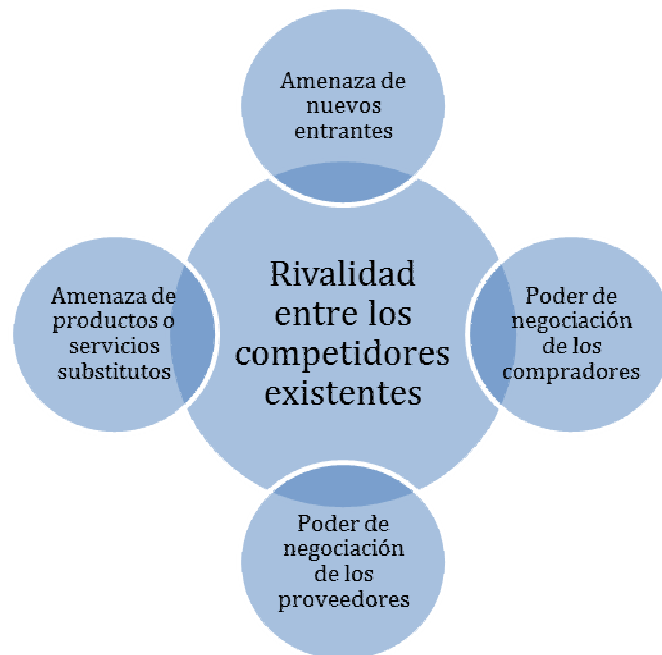 Amenaza de
nuevos
entrantes
Amenaza de
productos o
servicios
substitutos
Rivalidad
entre los
competidores
existentes
Poder de
negociación
de los
compradores
Poder de
negociación
de los
proveedores